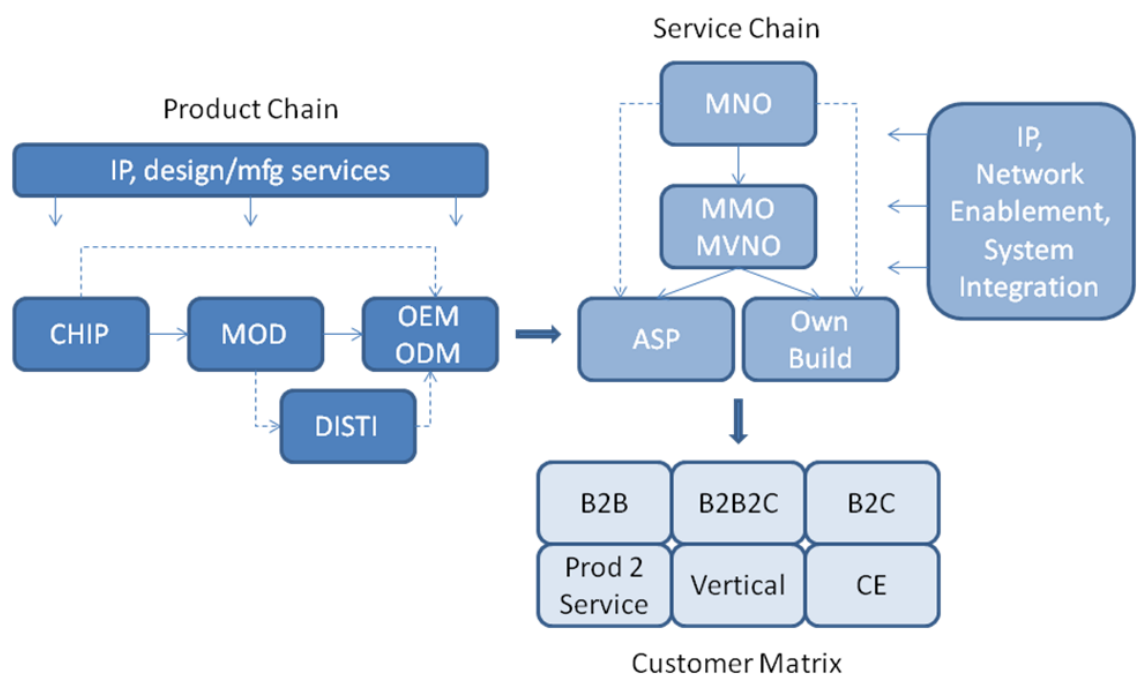 Service Chain
Product Chain
MNO
IP, design/mfg services
IP,
Network
Enablement,
System
Integration
MMO
MVNO
CHIP
MOD
OEM
ODM
ASP
Own
Build
DISTI
B2B
B2B2C
B2C
Prod 2
Service
Vertical
CE
Customer Matrix